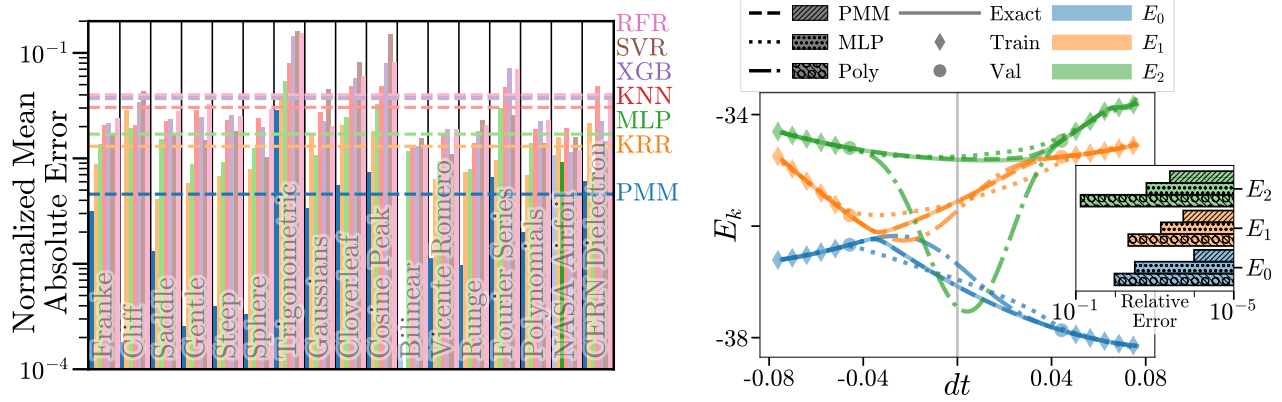 Normalized Mean
Absolute Error
10⁻¹
10⁻⁴
Franke
Cliff
Saddle
Gentle
Steep
Sphere
Trigonometric
Gaussians
Cloverleaf
Cosine Peak
Bilinear
Vicente Romero
Runge
Fourier Series
Polynomials
NASA Airfoil
CERN Dielectron
RFR
SVR
XGB
KNN
MLP
KRR
PMM
PMM
MLP
Poly
Exact
Train
Val
E₀
E₁
E₂
Eₖ
-34
-38
-0.08
-0.04
0.04
0.08
dt
E₂
E₁
E₀
10⁻¹
Relative
Error
10⁻⁵